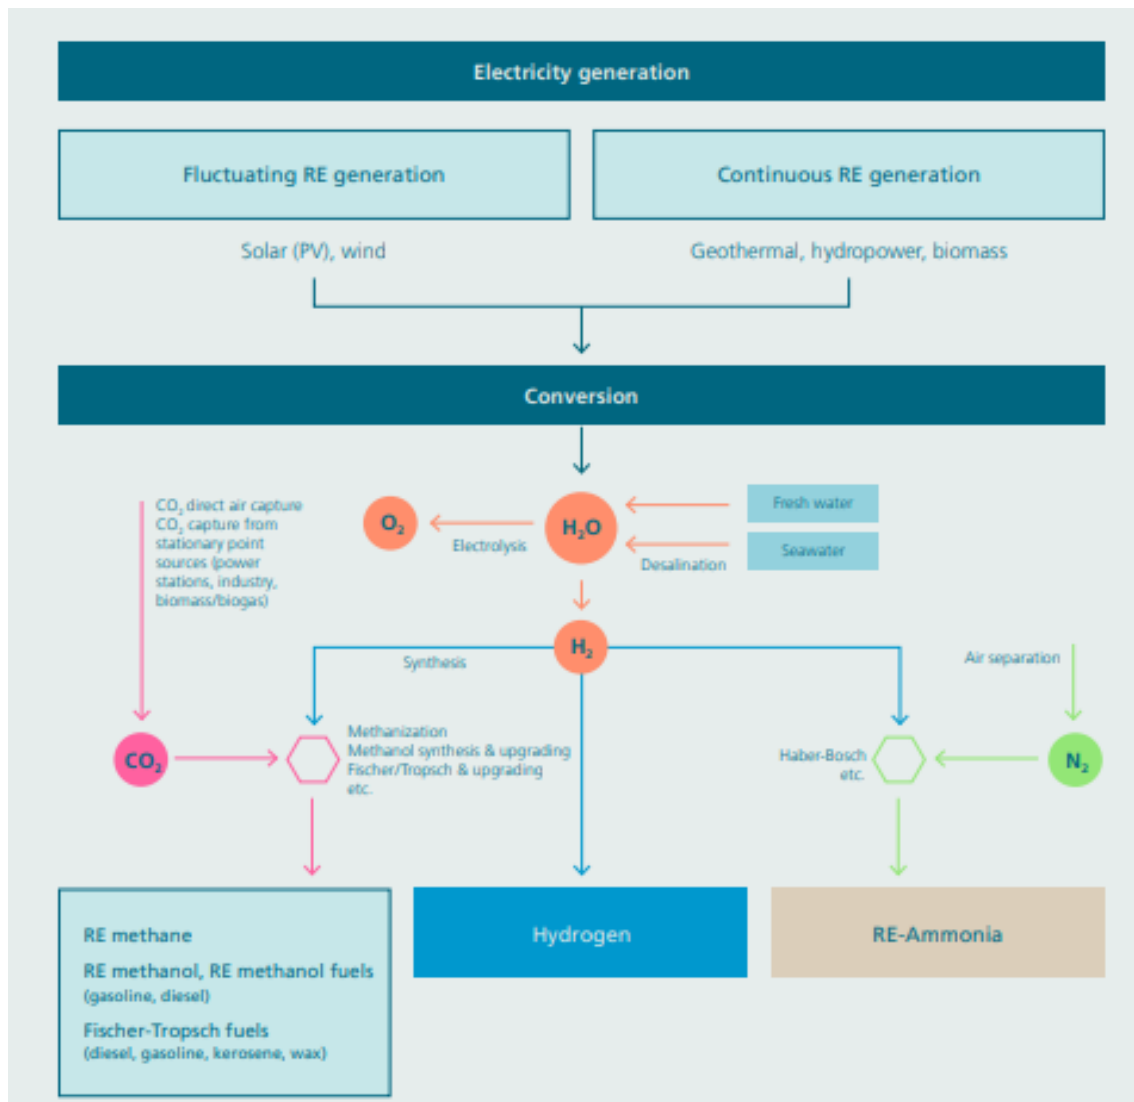 Electricity generation
Fluctuating RE generation
Continuous RE generation
Solar (PV), wind
Geothermal, hydropower, biomass
Conversion
CO₂ direct air capture
CO₂ capture from
stationary point
sources (power
stations, industry,
biomass/biogas)
O₂
Electrolysis
H₂O
Fresh water
Seawater
Desalination
H₂
Synthesis
Air separation
CO₂
Methanization
Methanol synthesis & upgrading
Fischer/Tropsch & upgrading
etc.
Haber-Bosch
etc.
N₂
RE methane
RE methanol, RE methanol fuels
(gasoline, diesel)
Fischer-Tropsch fuels
(diesel, gasoline, kerosene, wax)
Hydrogen
RE-Ammonia